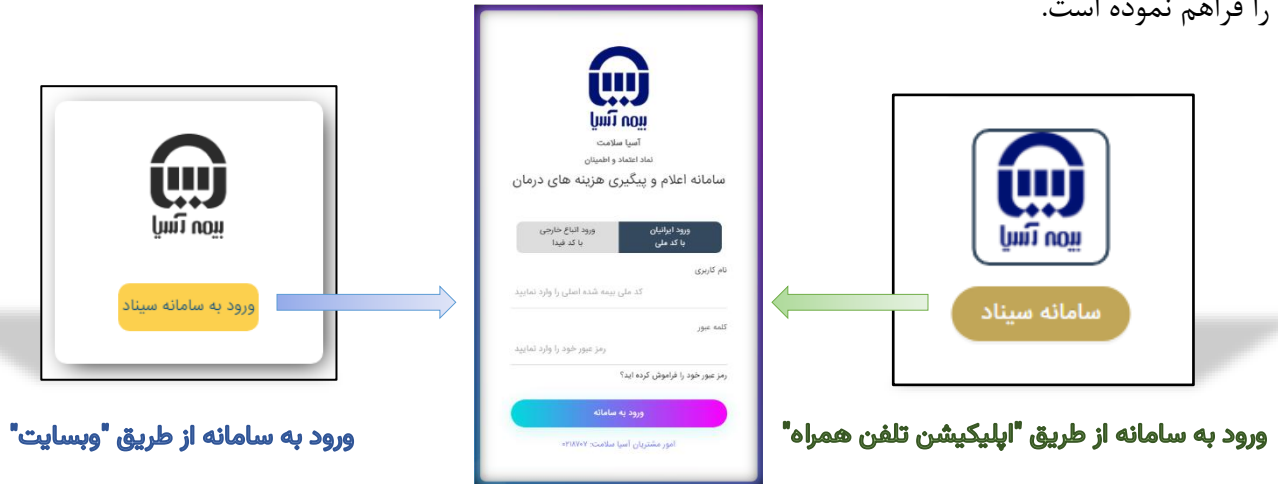 را فراهم نموده است.
بیمه آسیا
سامانه سیناد
ورود به سامانه از طریق "اپلیکیشن تلفن همراه"
بیمه آسیا
آسیا سلامت
نماد اعتماد و اطمینان
سامانه اعلام و پیگیری هزینه های درمان
ورود ایرانیان
با کد ملی
ورود اتباع خارجی
با کد فیدا
نام کاربری
کد ملی بیمه شده اصلی را وارد نمایید
کلمه عبور
رمز عبور خود را وارد نمایید
رمز عبور خود را فراموش کرده اید؟
ورود به سامانه
امور مشتریان آسیا سلامت: ۰۲۱۸۷۰۷
بیمه آسیا
ورود به سامانه سیناد
ورود به سامانه از طریق "وبسایت"